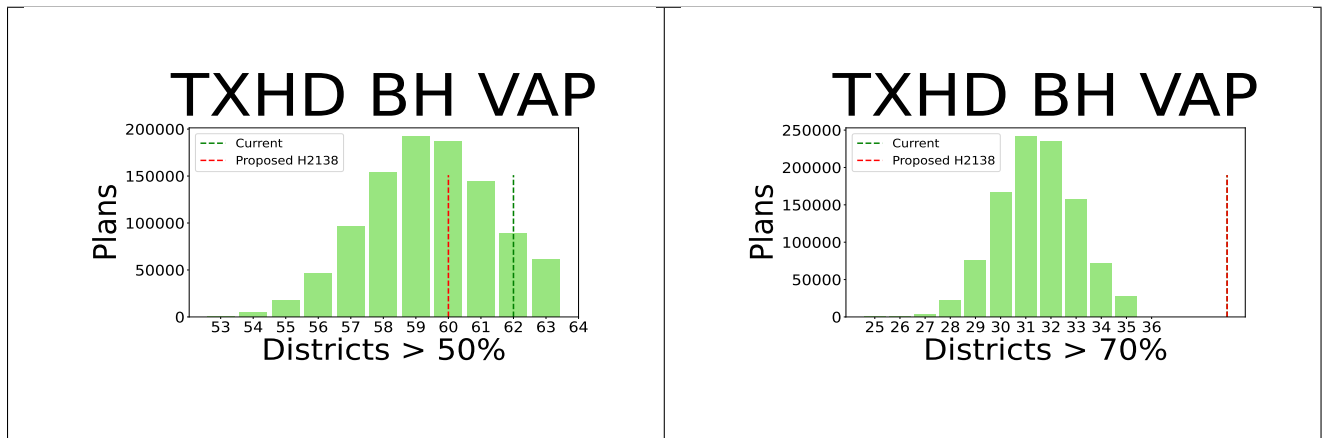 TXHD BH VAP
200000
150000
100000
50000
0
Plans
Current
Proposed H2138
53 54 55 56 57 58 59 60 61 62 63 64
Districts > 50%
TXHD BH VAP
250000
200000
150000
100000
50000
0
Plans
Current
Proposed H2138
25 26 27 28 29 30 31 32 33 34 35 36
Districts > 70%